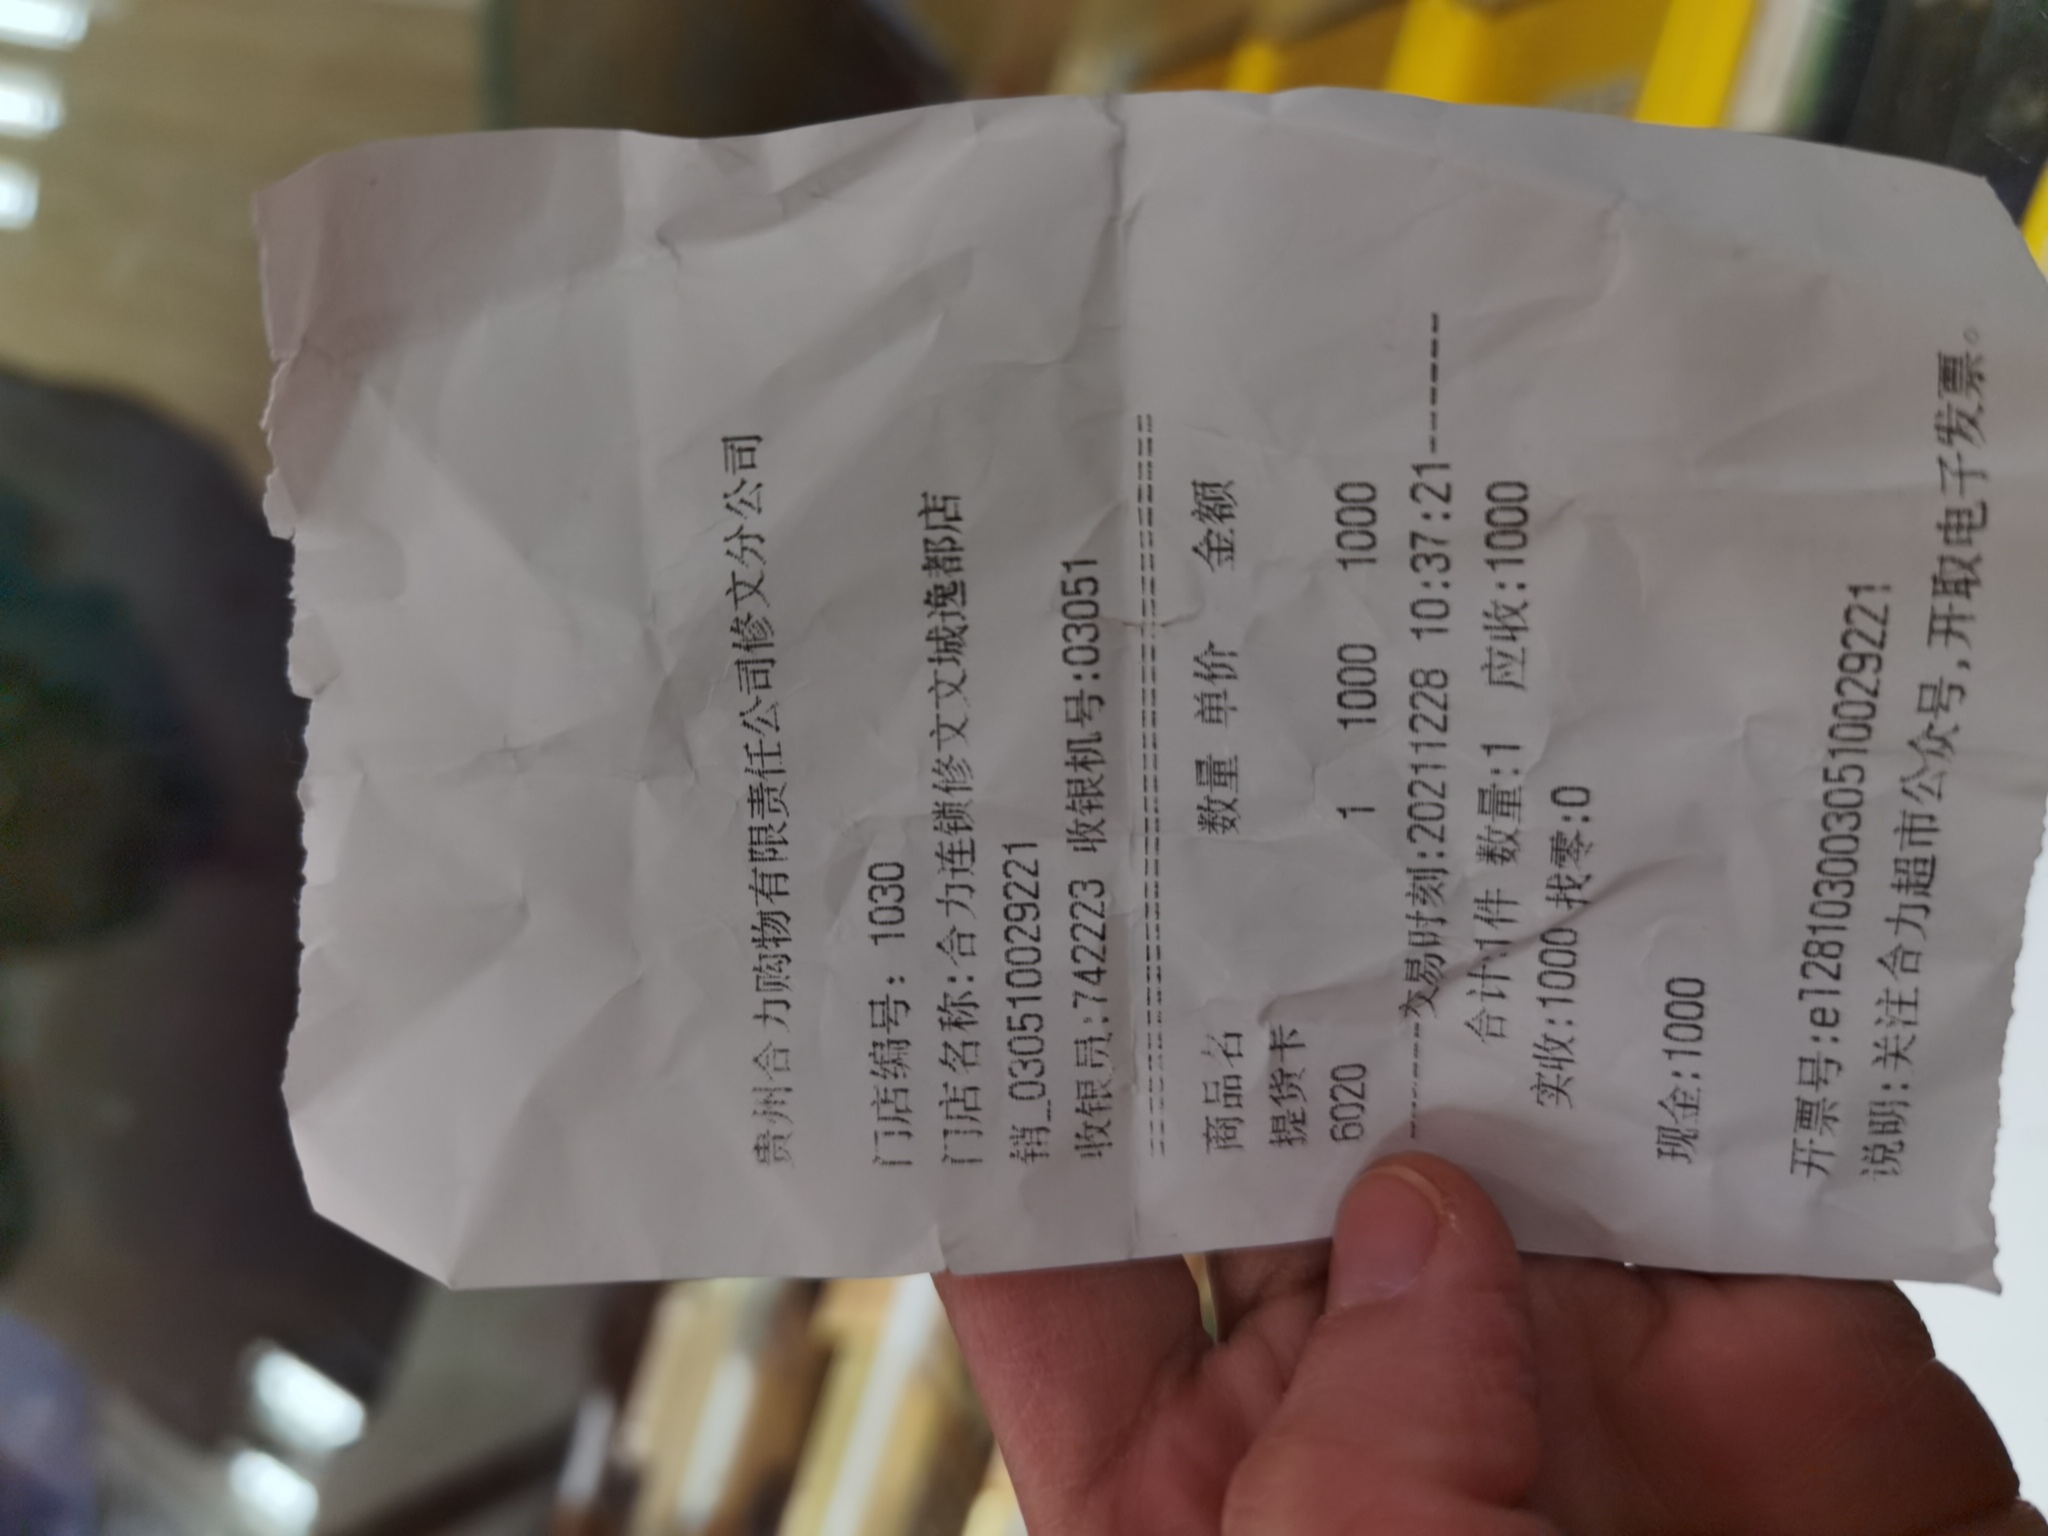 贵州合力购物有限责任公司修文分公司
门店编号: 1030
门店名称:合力连锁修文文城逸都店
销_030510029221
收银员:742223 收银机号:03051
========================================
商品名 数量 单价 金额
提货卡
6020 1 1000 1000
-------交易时刻:20211228 10:37:21-------
合计:1件 数量:1 应收:1000
实收:1000 找零:0
现金:1000
开票号:e1281030030510029221
说明:关注合力超市公众号,开取电子发票。